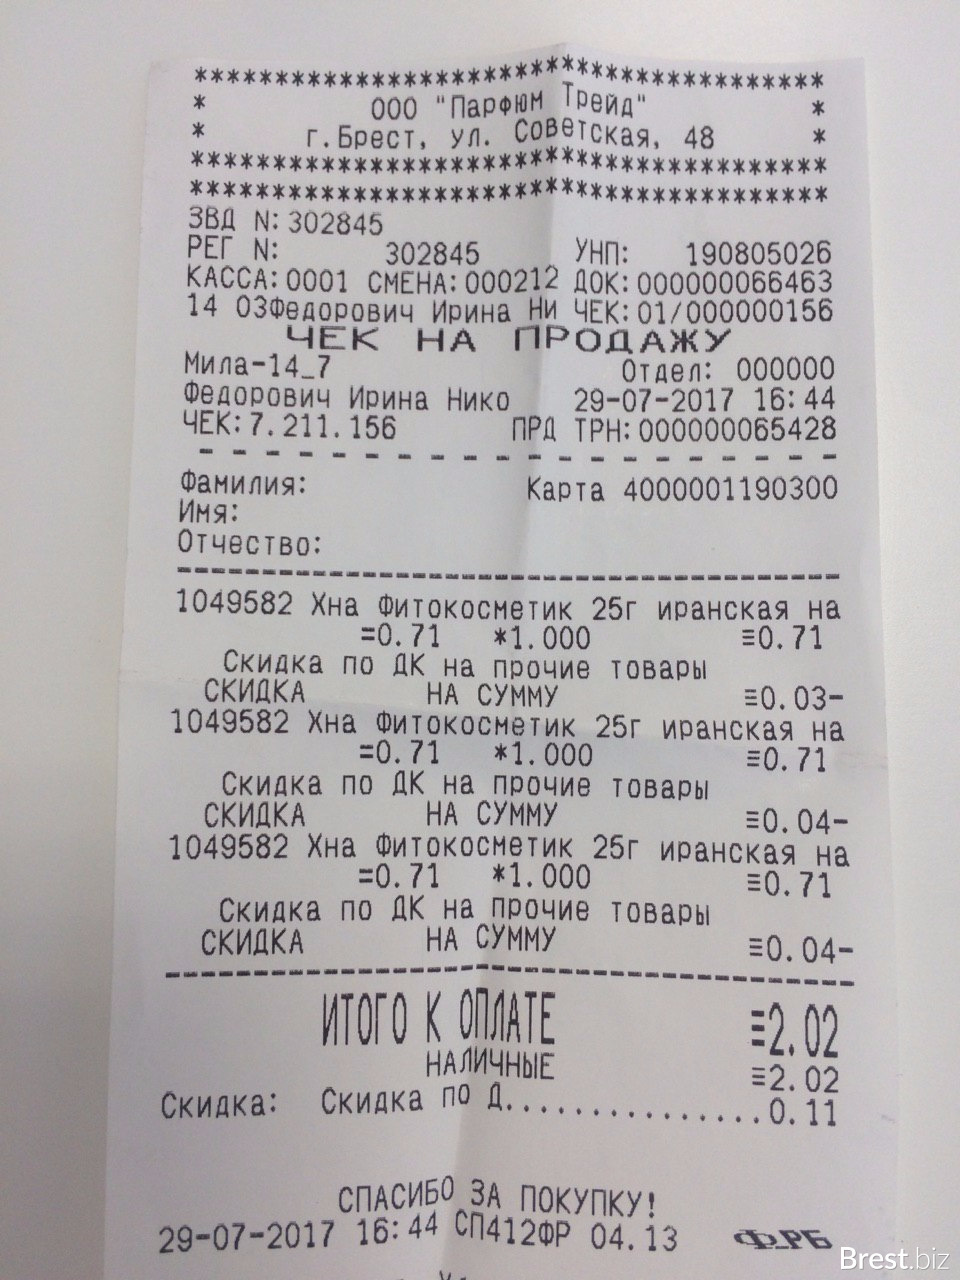 ****************************************
* ООО "Парфюм Трейд" *
* г.Брест, ул. Советская, 48 *
****************************************
****************************************
ЗВД N: 302845
РЕГ N: 302845 УНП: 190805026
КАССА:0001 СМЕНА:000212 ДОК:000000066463
14 ОЗФедорович Ирина Ни ЧЕК:01/000000156
ЧЕК НА ПРОДАЖУ
Мила-14_7 Отдел: 000000
Федорович Ирина Нико 29-07-2017 16:44
ЧЕК:7.211.156 ПРД ТРН:000000065428
Фамилия: Карта 4000001190300
Имя:
Отчество:
1049582 Хна Фитокосметик 25г иранская на
=0.71 *1.000 ≡0.71
Скидка по ДК на прочие товары
СКИДКА НА СУММУ ≡0.03-
1049582 Хна Фитокосметик 25г иранская на
=0.71 *1.000 ≡0.71
Скидка по ДК на прочие товары
СКИДКА НА СУММУ ≡0.04-
1049582 Хна Фитокосметик 25г иранская на
=0.71 *1.000 ≡0.71
Скидка по ДК на прочие товары
СКИДКА НА СУММУ ≡0.04-
ИТОГО К ОПЛАТЕ ≡2.02
НАЛИЧНЫЕ ≡2.02
Скидка: Скидка по Д................0.11
СПАСИБО ЗА ПОКУПКУ!
29-07-2017 16:44 СП412ФР 04.13 Ф_РБ
Brest.biz